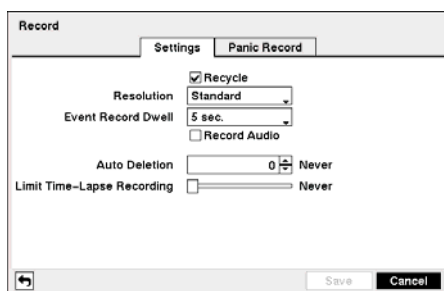 Record
Settings Panic Record
Recycle
Resolution Standard
Event Record Dwell 5 sec.
Record Audio
Auto Deletion 0 Never
Limit Time-Lapse Recording Never
Save Cancel